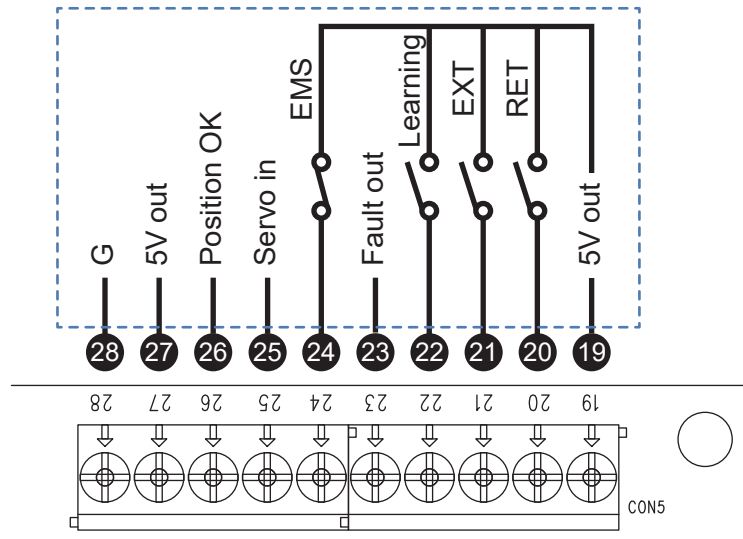 G
5V out
Position OK
Servo in
EMS
Fault out
Learning
EXT
RET
5V out
28 27 26 25 24 23 22 21 20 19
28 27 26 25 24 23 22 21 20 19
CON5